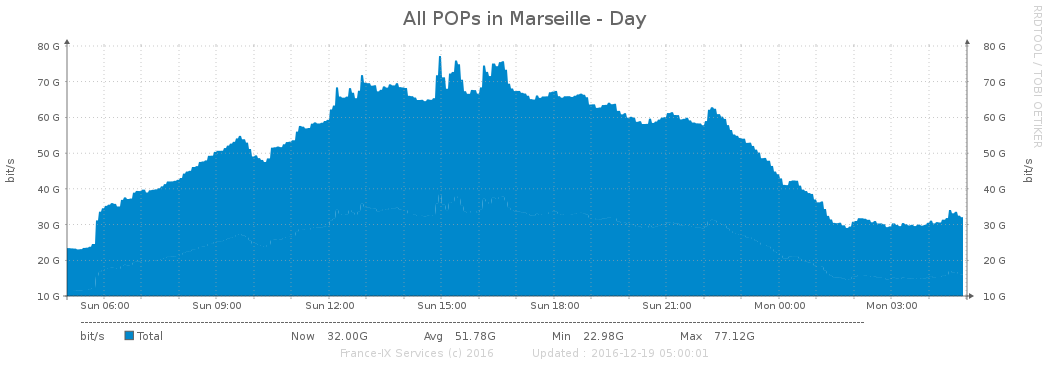 All POPs in Marseille - Day
RRDTOOL / TOBI OETIKER
80 G 80 G
70 G 70 G
60 G 60 G
50 G 50 G
40 G 40 G
30 G 30 G
20 G 20 G
10 G 10 G
bit/s
bit/s
Sun 06:00 Sun 09:00 Sun 12:00 Sun 15:00 Sun 18:00 Sun 21:00 Mon 00:00 Mon 03:00
bit/s Total Now 32.00G Avg 51.78G Min 22.98G Max 77.12G
France-IX Services (c) 2016 Updated : 2016-12-19 05:00:01